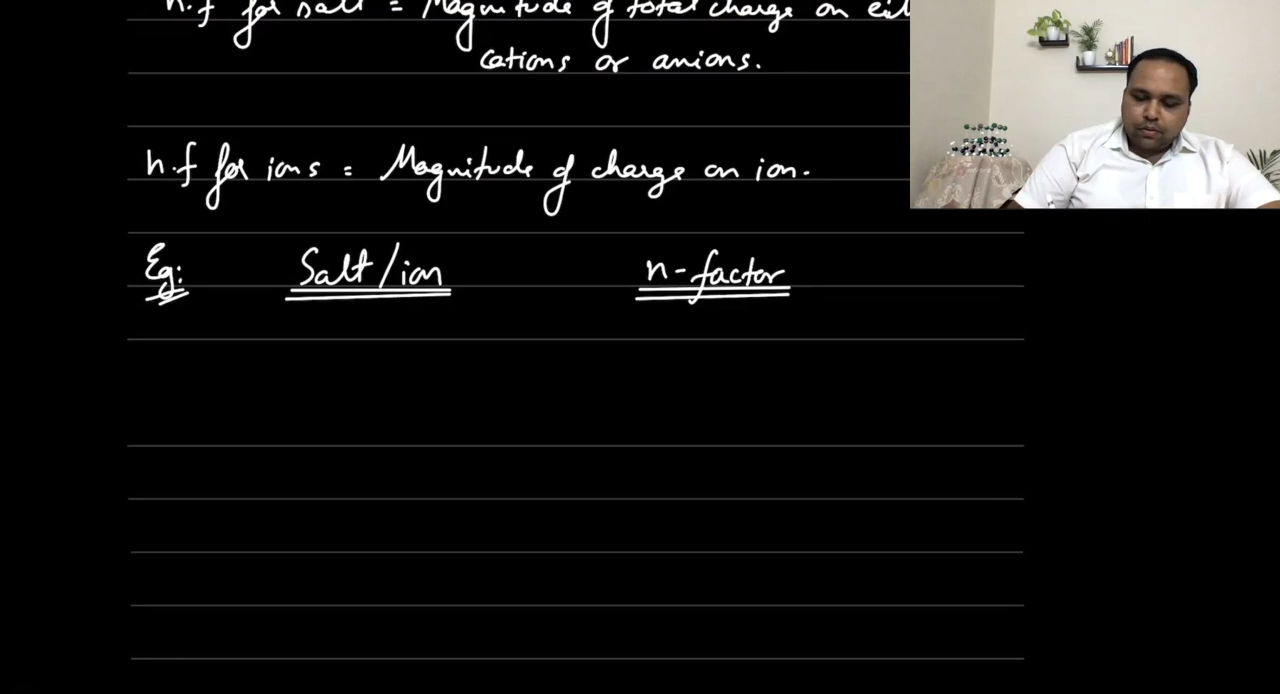 n.f for salt = Magnitude of total charge on
cations or anions.
n.f for ions = Magnitude of charge on ion.
Eg: Salt/ion n-factor